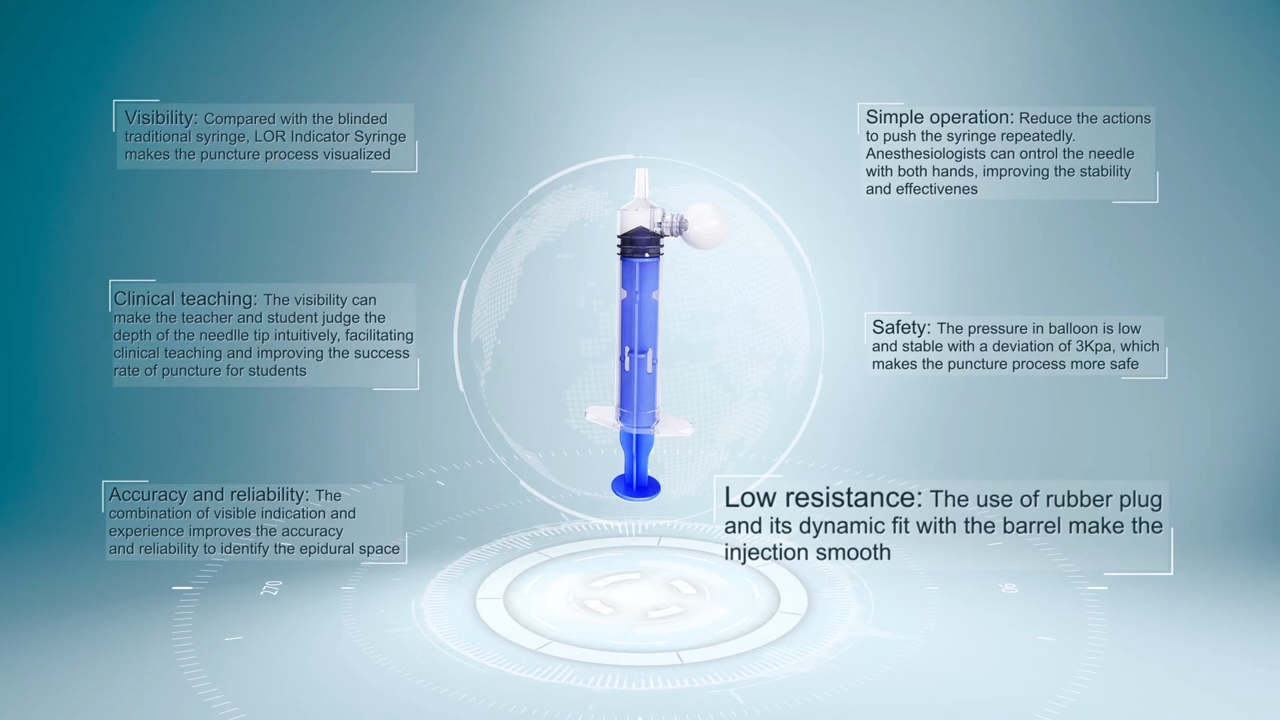 Visibility: Compared with the blinded
traditional syringe, LOR Indicator Syringe
makes the puncture process visualized
Clinical teaching: The visibility can
make the teacher and student judge the
depth of the needlle tip intuitively, facilitating
clinical teaching and improving the success
rate of puncture for students
Accuracy and reliability: The
combination of visible indication and
experience improves the accuracy
and reliability to identify the epidural space
Simple operation: Reduce the actions
to push the syringe repeatedly.
Anesthesiologists can ontrol the needle
with both hands, improving the stability
and effectivenes
Safety: The pressure in balloon is low
and stable with a deviation of 3Kpa, which
makes the puncture process more safe
Low resistance: The use of rubber plug
and its dynamic fit with the barrel make the
injection smooth
270
90